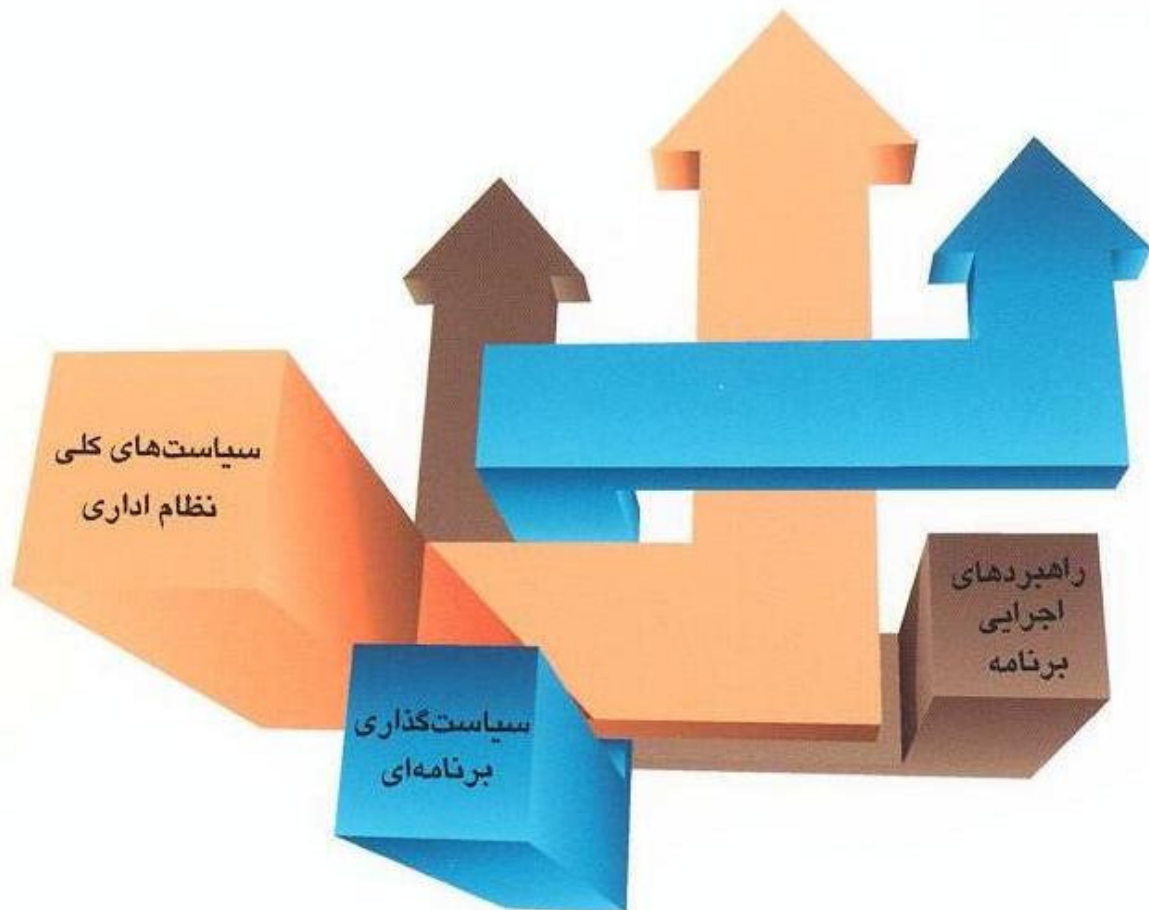 سیاست‌های کلی
نظام اداری
راهبردهای
اجرایی
برنامه
سیاست‌گذاری
برنامه‌ای